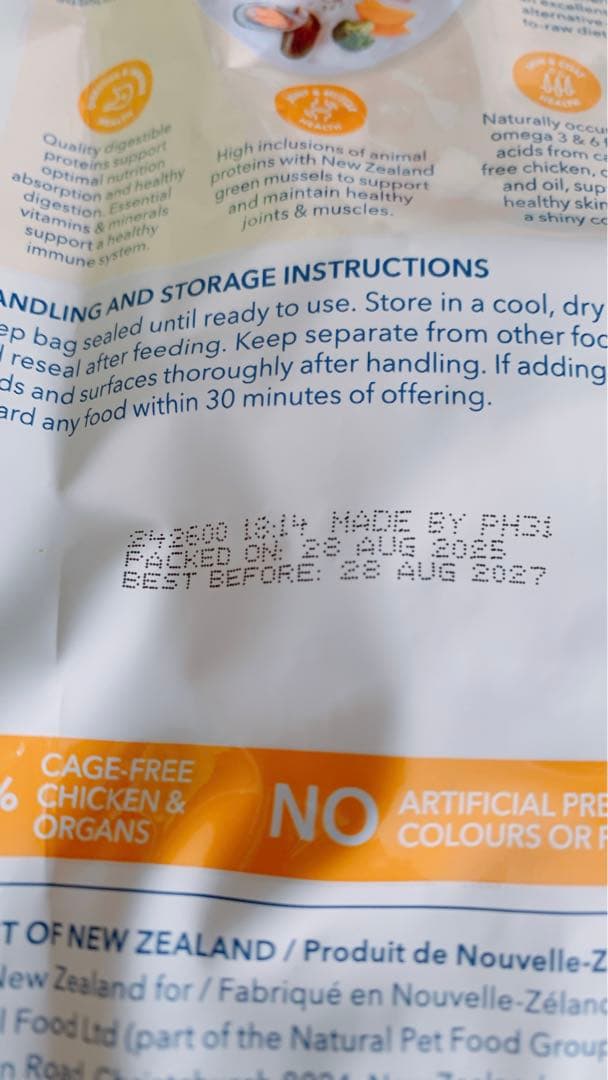 excellent
alternative
to-raw diet
HEALTH
HEALTH
HEALTH
Quality digestible
proteins support
optimal nutrition
absorption and healthy
digestion. Essential
vitamins & minerals
support a healthy
immune system.
High inclusions of animal
proteins with New Zealand
green mussels to support
and maintain healthy
joints & muscles.
Naturally occu
omega 3 & 6 f
acids from ca
free chicken, c
and oil, sup
healthy skin
a shiny co
ANDLING AND STORAGE INSTRUCTIONS
ep bag sealed until ready to use. Store in a cool, dry
reseal after feeding. Keep separate from other foo
ds and surfaces thoroughly after handling. If adding
ard any food within 30 minutes of offering.
18:14 MADE BY PH31
PACKED ON: 28 AUG 2025
BEST BEFORE: 28 AUG 2027
% CAGE-FREE
CHICKEN &
ORGANS
NO ARTIFICIAL PRE
COLOURS OR F
T OF NEW ZEALAND / Produit de Nouvelle-Z
New Zealand for / Fabriqué en Nouvelle-Zéland
l Food Ltd (part of the Natural Pet Food Group
n Road